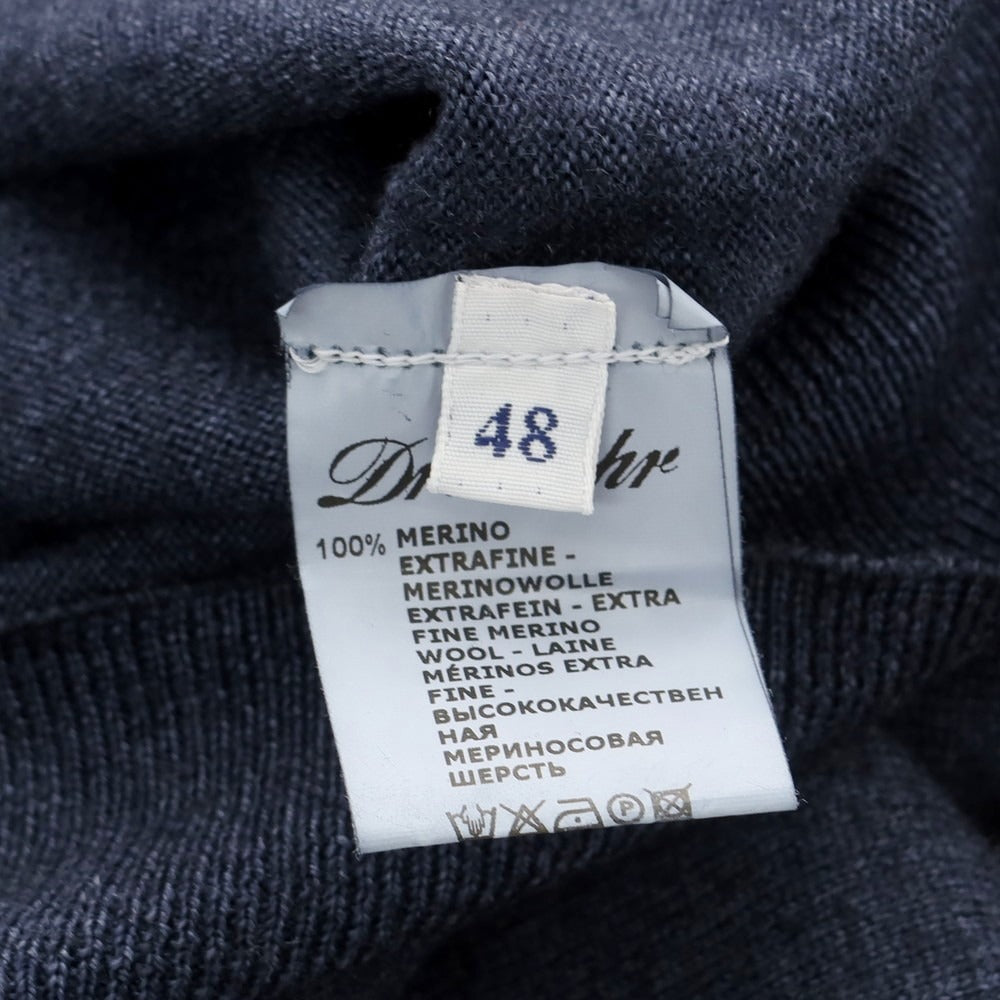 48
100% MERINO
EXTRAFINE -
MERINOWOLLE
EXTRAFEIN - EXTRA
FINE MERINO
WOOL - LAINE
MÉRINOS EXTRA
FINE -
ВЫСОКОКАЧЕСТВЕН
НАЯ
МЕРИНОСОВАЯ
ШЕРСТЬ
P